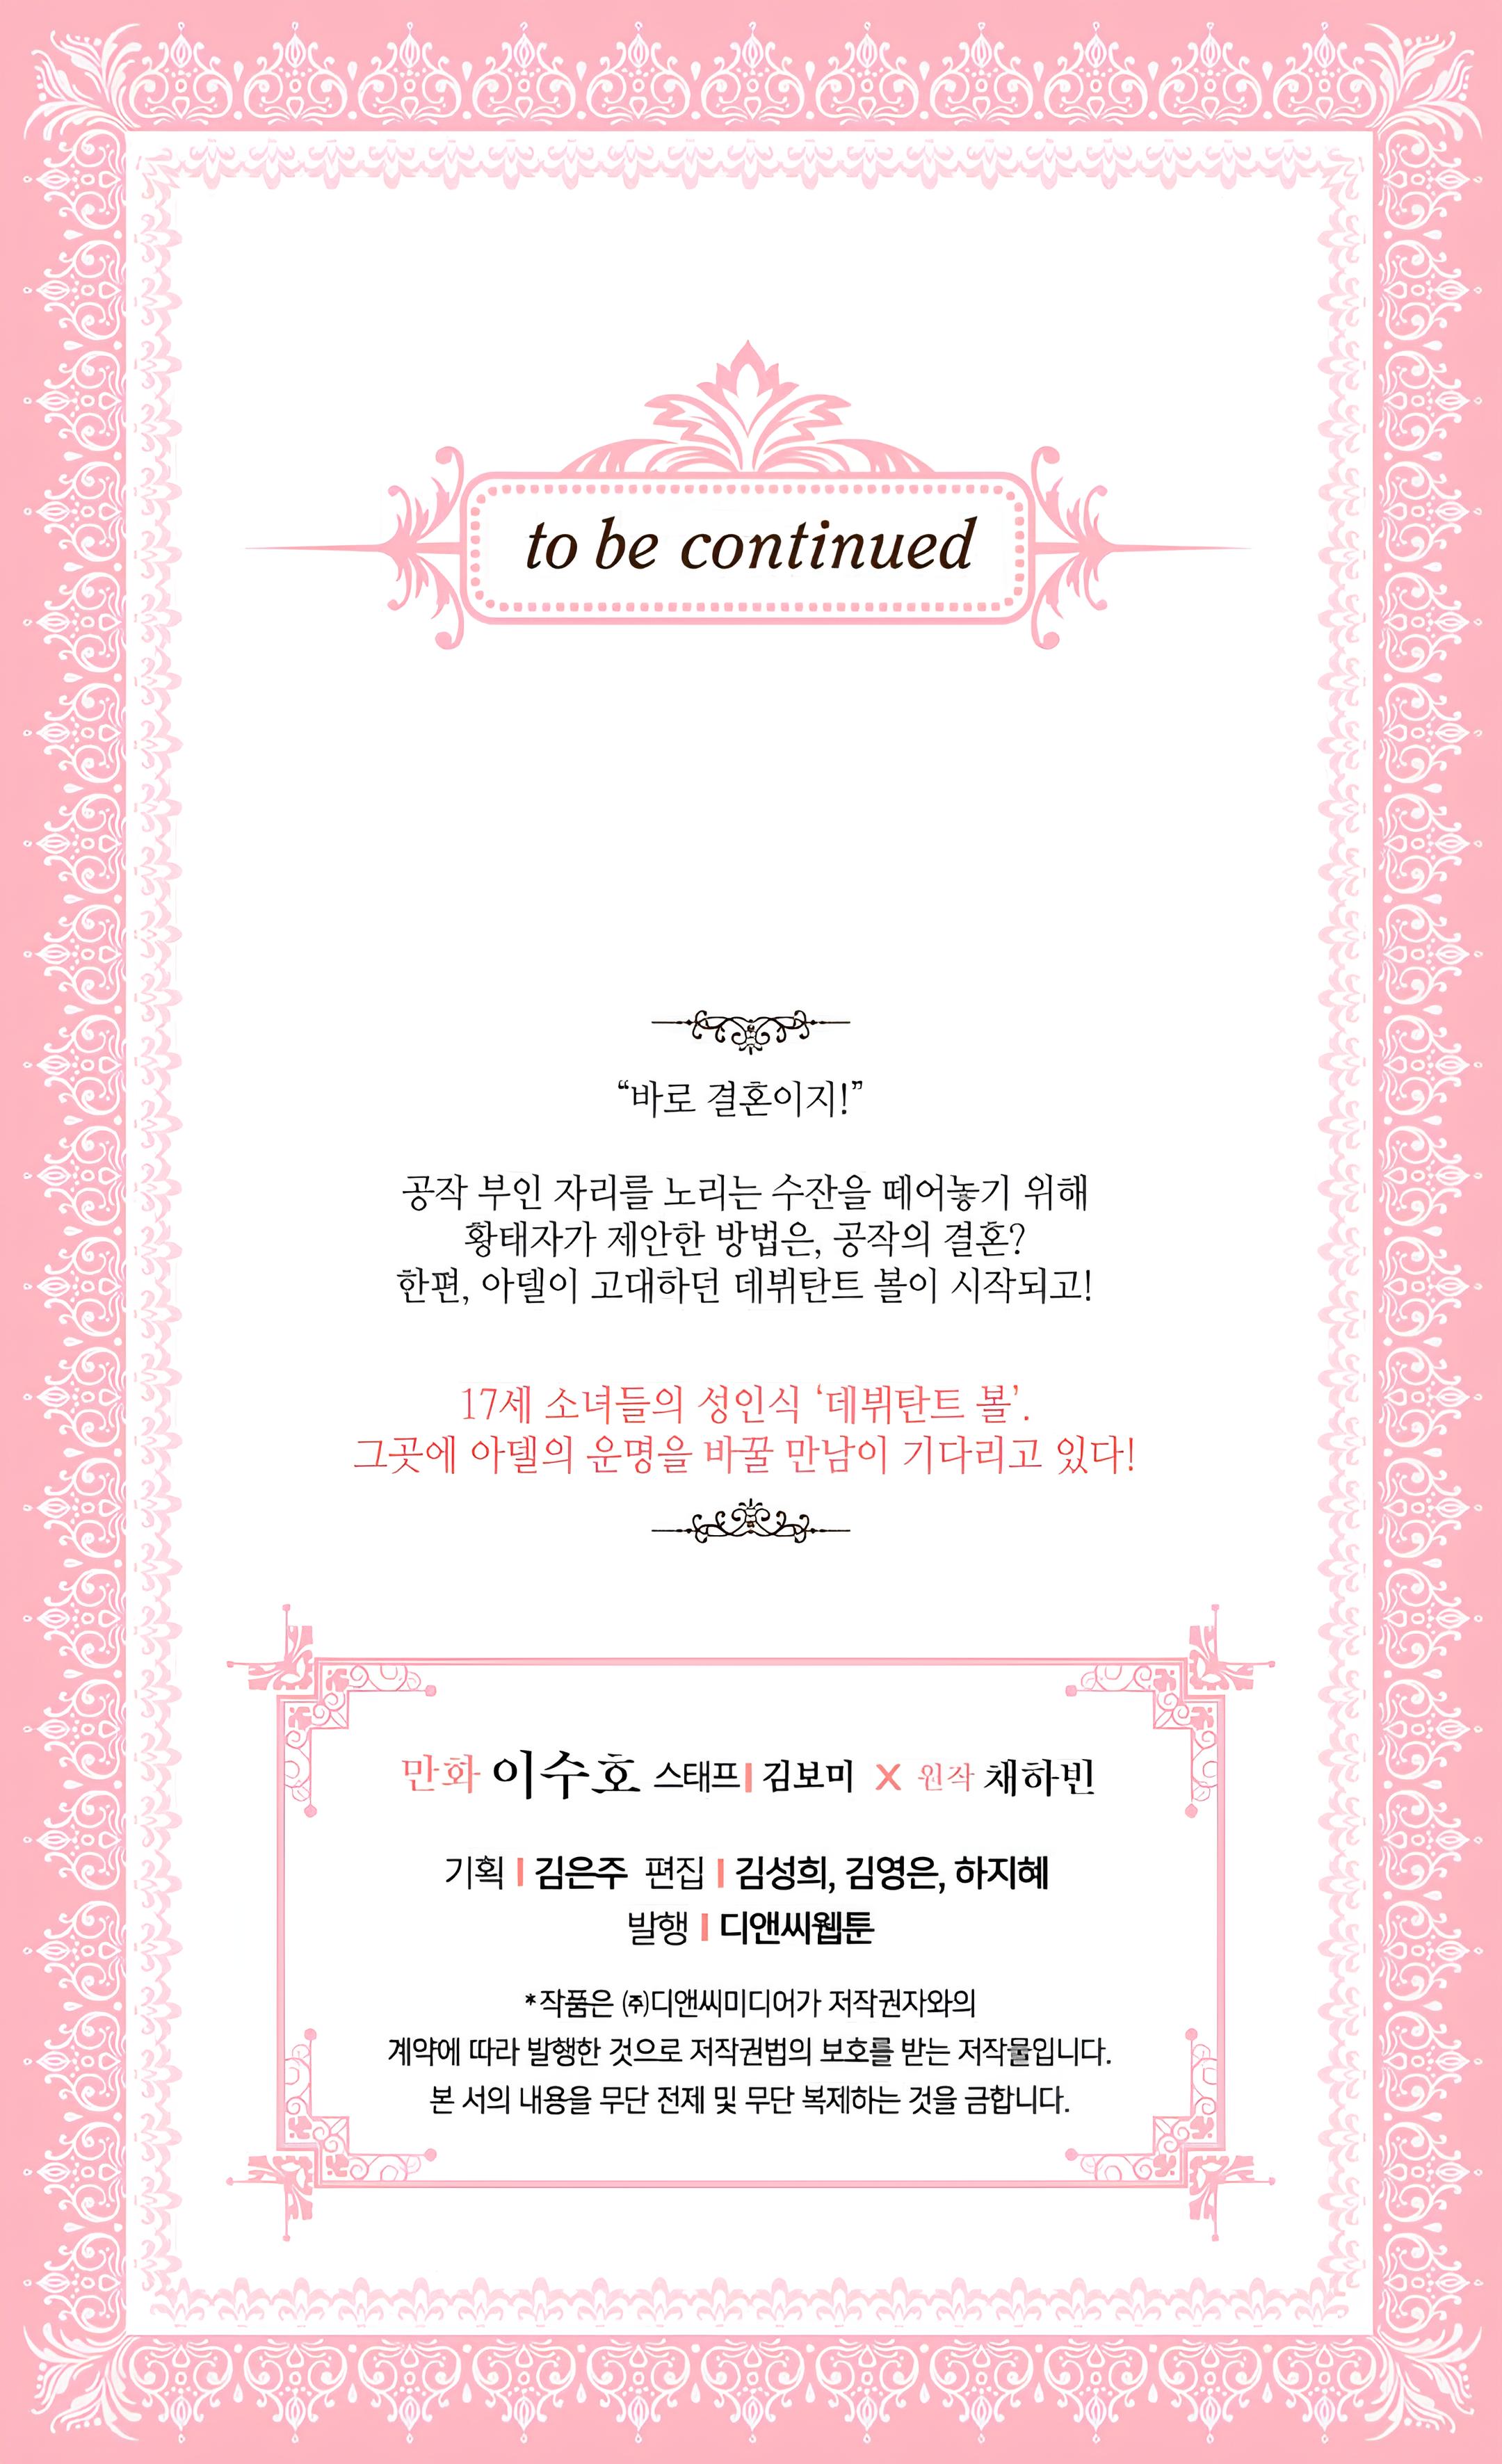 to be continued
“바로 결혼이지!”
공작 부인 자리를 노리는 수잔을 떼어놓기 위해
황태자가 제안한 방법은, 공작의 결혼?
한편, 아델이 고대하던 데뷔탄트 볼이 시작되고!
17세 소녀들의 성인식 ‘데뷔탄트 볼’.
그곳에 아델의 운명을 바꿀 만남이 기다리고 있다!
만화 이수호 스태프 | 김보미 X 원작 채하빈
기획 | 김은주 편집 | 김성희, 김영은, 하지혜
발행 | 디앤씨웹툰
*작품은 ㈜디앤씨미디어가 저작권자와의
계약에 따라 발행한 것으로 저작권법의 보호를 받는 저작물입니다.
본 서의 내용을 무단 전제 및 무단 복제하는 것을 금합니다.